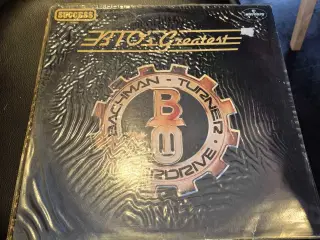 SUCCESS
BTO's Greatest
BACHMAN - TURNER
OVERDRIVE
B